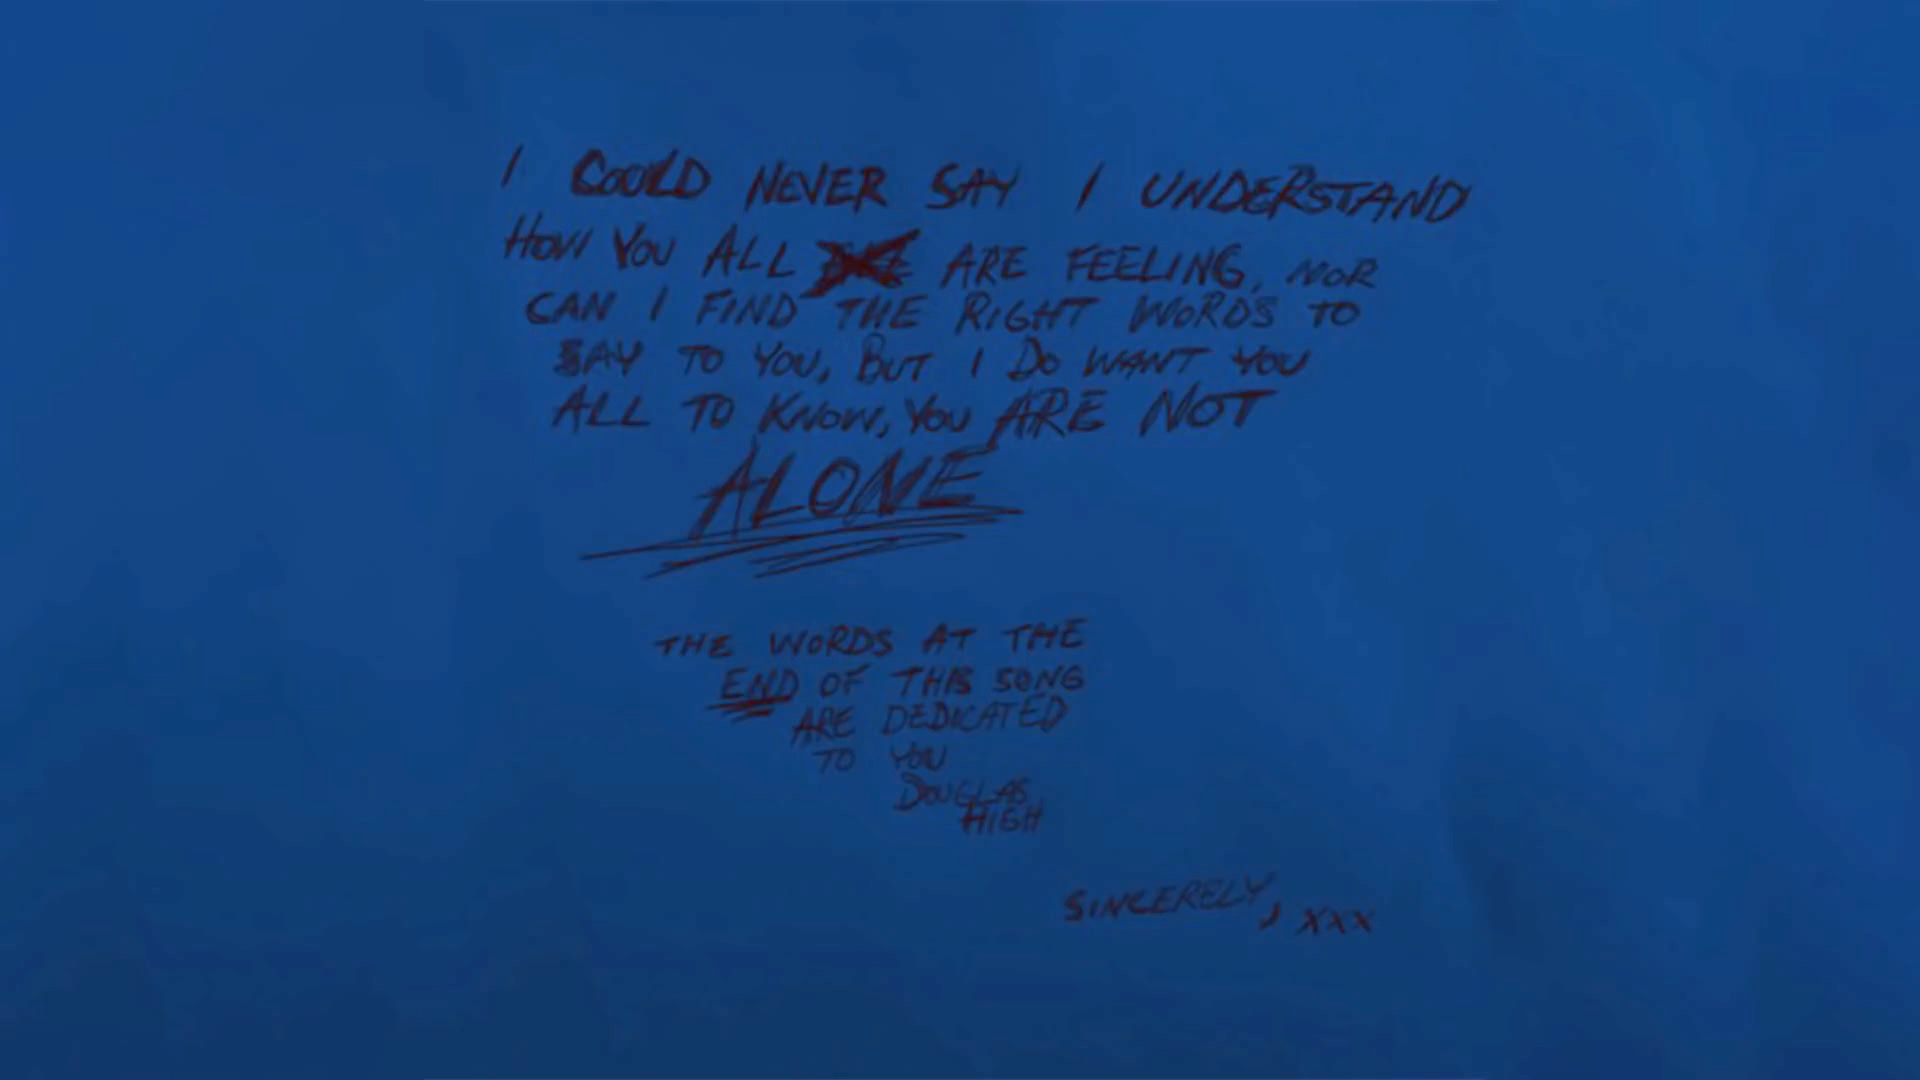 I COULD NEVER SAY I UNDERSTAND
HOW YOU ALL ARE FEELING, NOR
CAN I FIND THE RIGHT WORDS TO
SAY TO YOU, BUT I DO WANT YOU
ALL TO KNOW, YOU ARE NOT
ALONE
THE WORDS AT THE
END OF THIS SONG
ARE DEDICATED
TO YOU
DOUGLAS
HIGH
SINCERELY, XXX